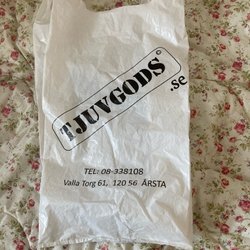 TJUVGODS
.se
TEL: 08-338108
Valla Torg 61, 120 56 ÅRSTA